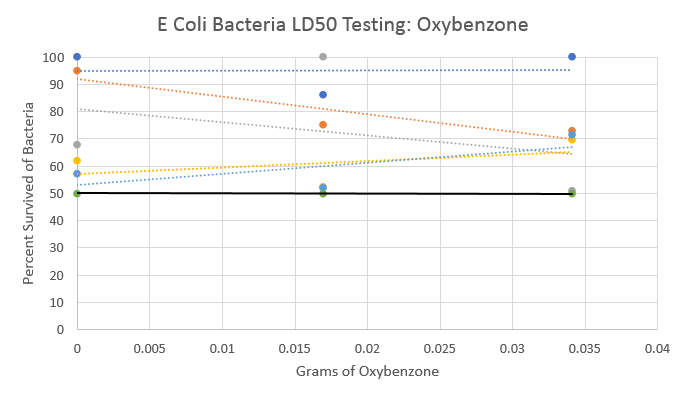 E Coli Bacteria LD50 Testing: Oxybenzone
Percent Survived of Bacteria
100
90
80
70
60
50
40
30
20
10
0
0 0.005 0.01 0.015 0.02 0.025 0.03 0.035 0.04
Grams of Oxybenzone